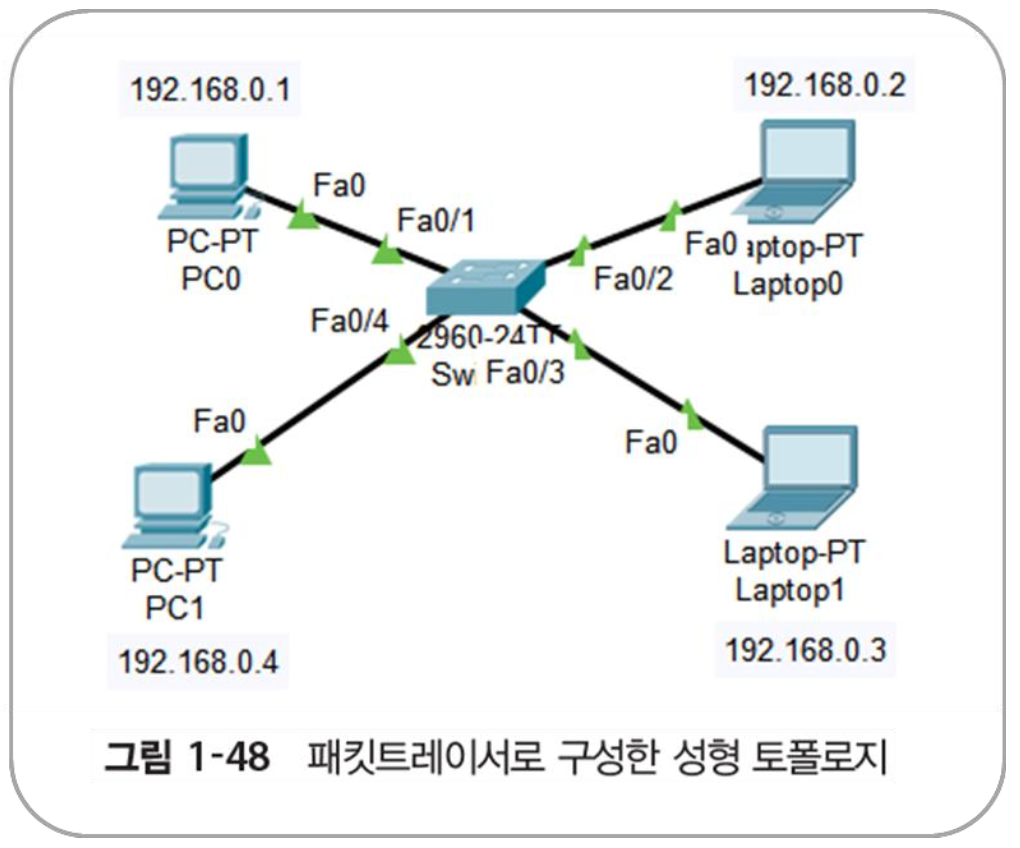 192.168.0.1
192.168.0.2
Fa0
Fa0/1
PC-PT
PC0
Fa0
aptop-PT
Laptop0
Fa0/2
Fa0/4
2960-24TT
Fa0/3
Fa0
Fa0
PC-PT
PC1
192.168.0.4
Laptop-PT
Laptop1
192.168.0.3
그림 1-48 패킷트레이서로 구성한 성형 토폴로지